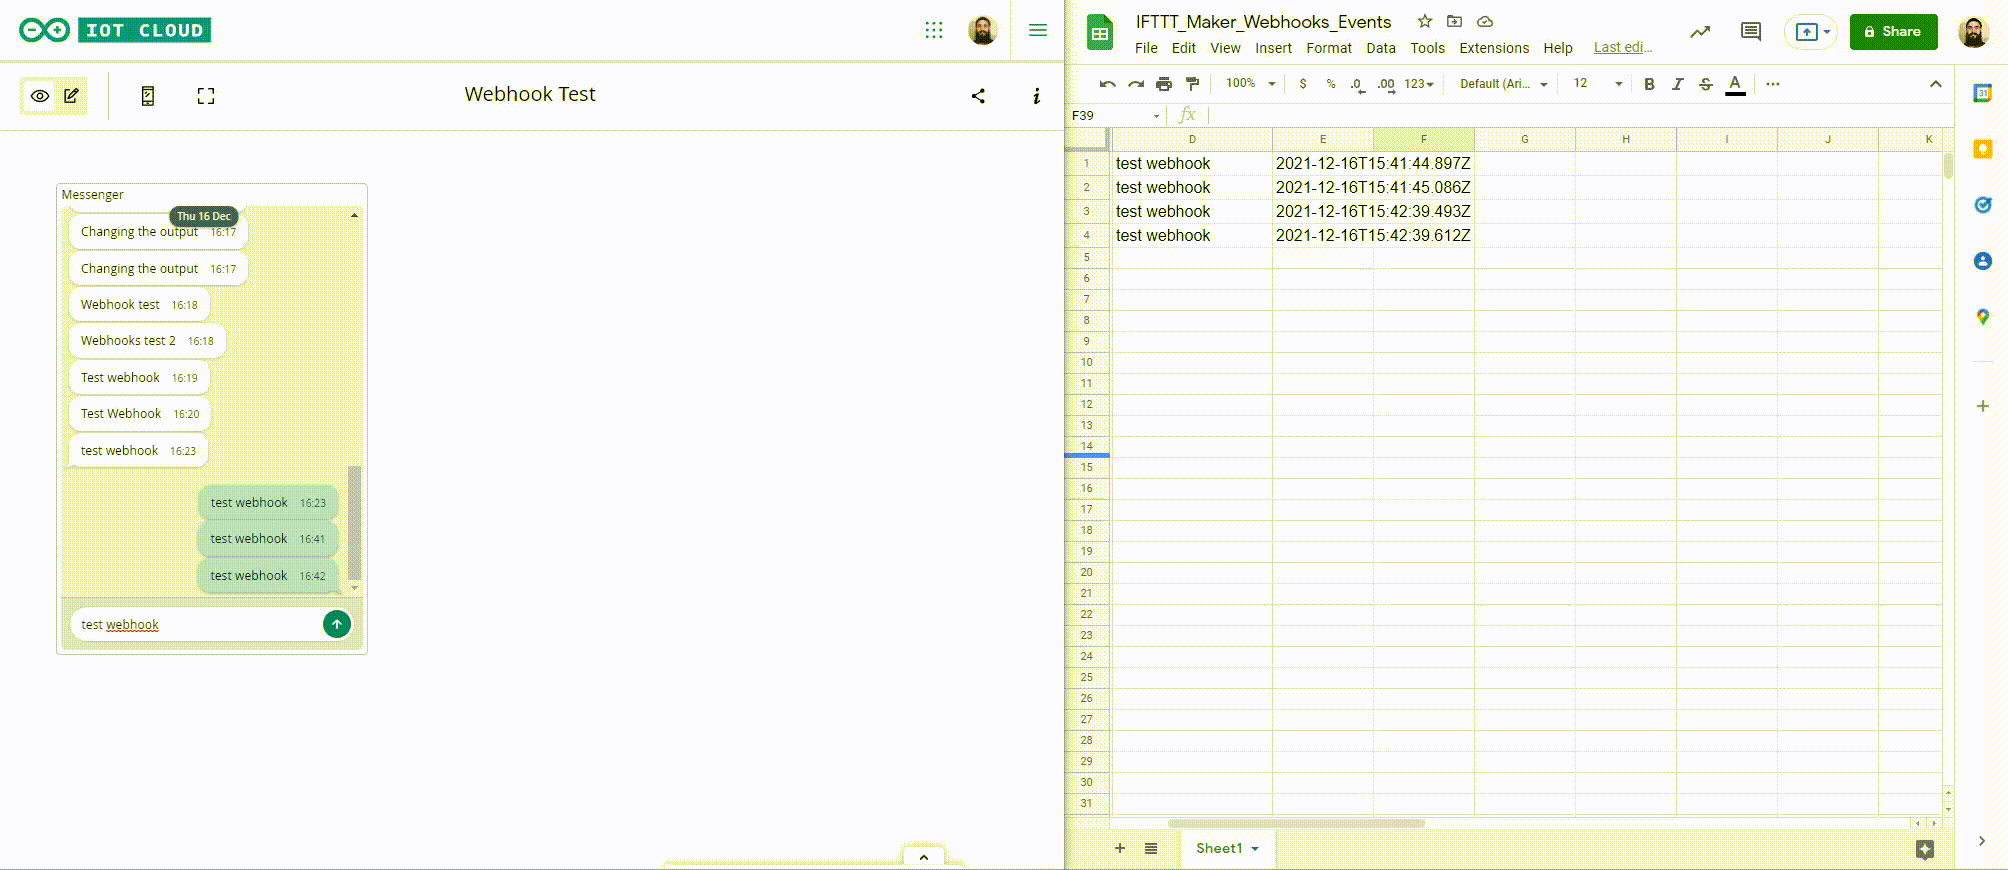 IOT CLOUD
Webhook Test
i
Messenger
Thu 16 Dec
Changing the output 16:17
Changing the output 16:17
Webhook test 16:18
Webhooks test 2 16:18
Test webhook 16:19
Test Webhook 16:20
test webhook 16:23
test webhook 16:23
test webhook 16:41
test webhook 16:42
test webhook
IFTTT_Maker_Webhooks_Events
File Edit View Insert Format Data Tools Extensions Help Last edi...
Share
100% $ % .0 .00 123 Default (Ari... 12 B I S A
F39 fx
D E F G H I J K
1 test webhook 2021-12-16T15:41:44.897Z
2 test webhook 2021-12-16T15:41:45.086Z
3 test webhook 2021-12-16T15:42:39.493Z
4 test webhook 2021-12-16T15:42:39.612Z
5
6
7
8
9
10
11
12
13
14
15
16
17
18
19
20
21
22
23
24
25
26
27
28
29
30
31
Sheet1
31